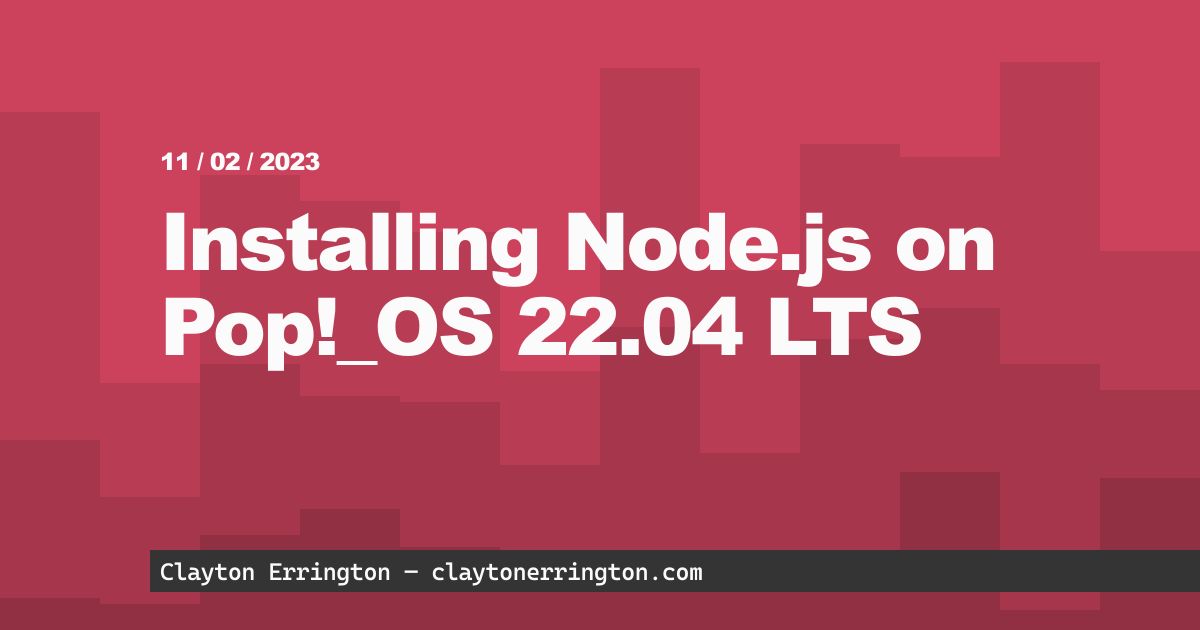 11 / 02 / 2023
Installing Node.js on
Pop!_OS 22.04 LTS
Clayton Errington — claytonerrington.com